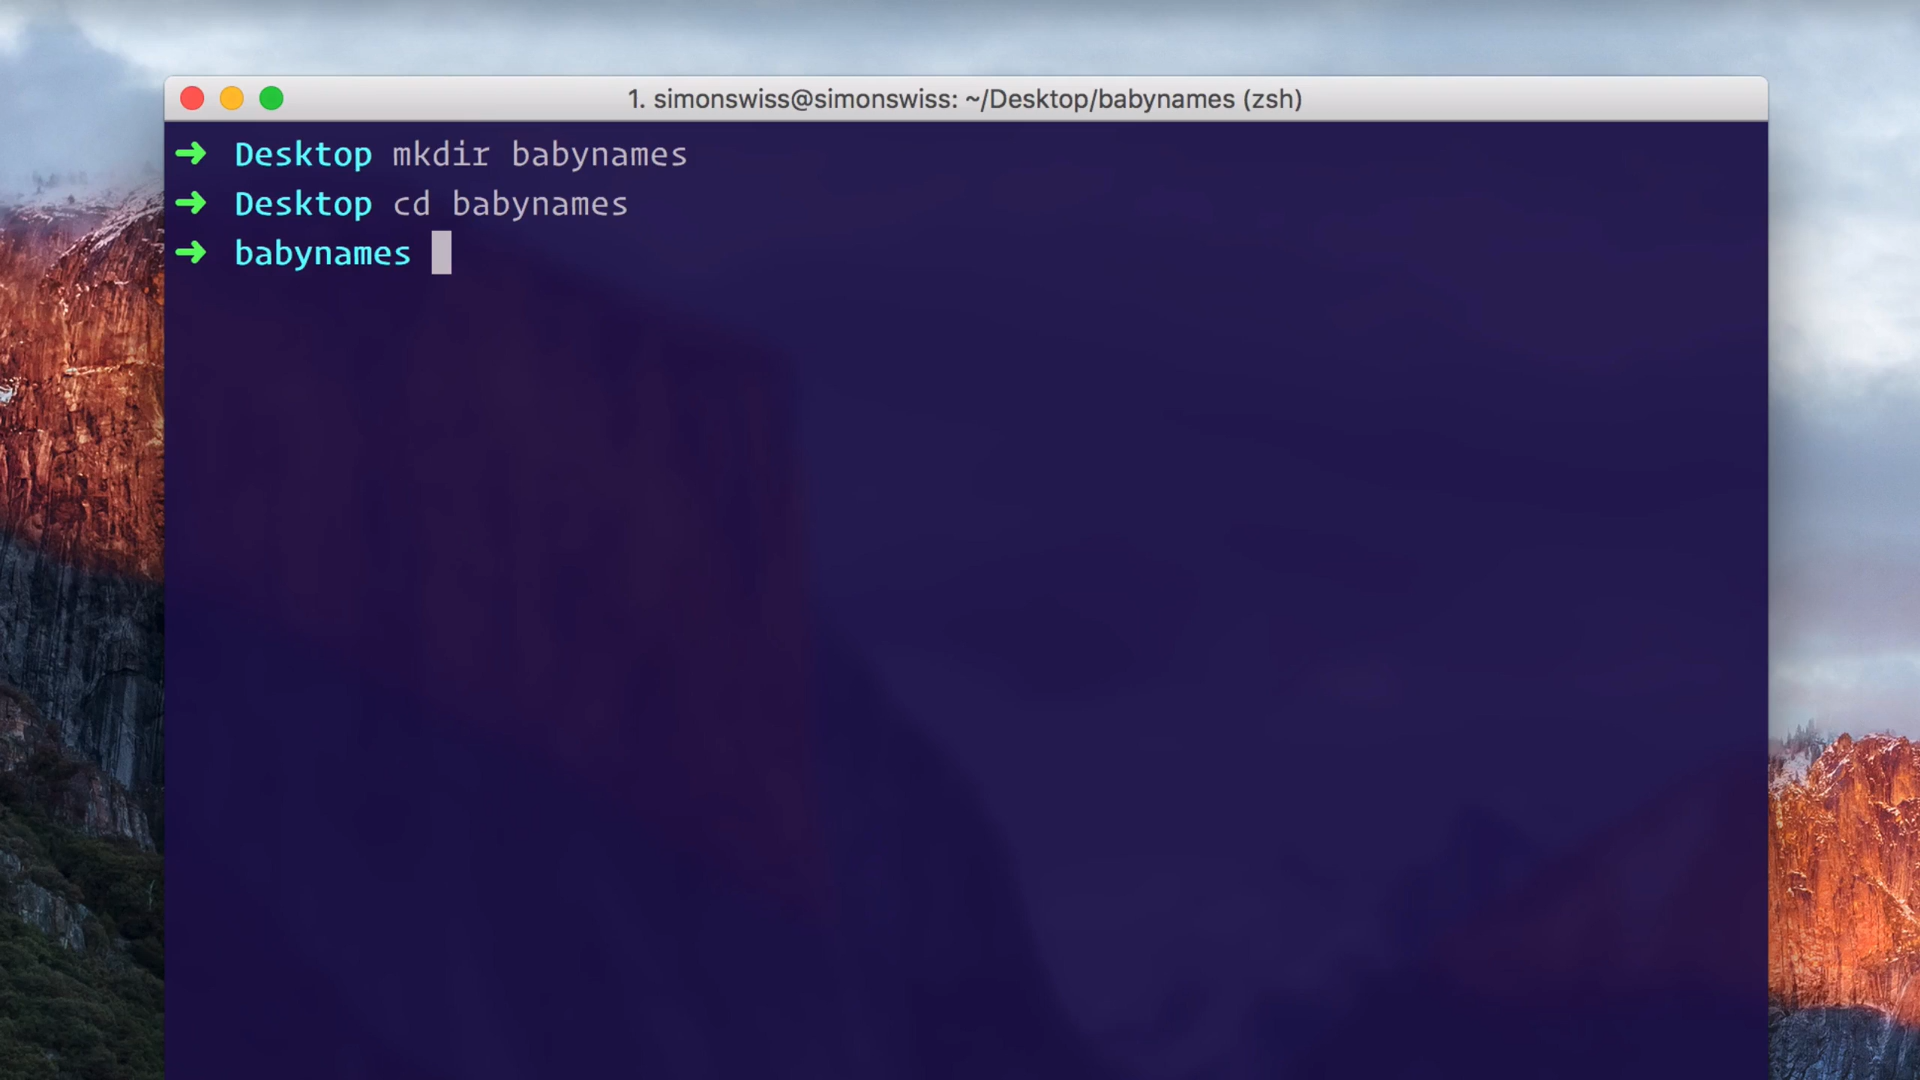 1. simonswiss@simonswiss: ~/Desktop/babynames (zsh)
➜ Desktop mkdir babynames
➜ Desktop cd babynames
➜ babynames